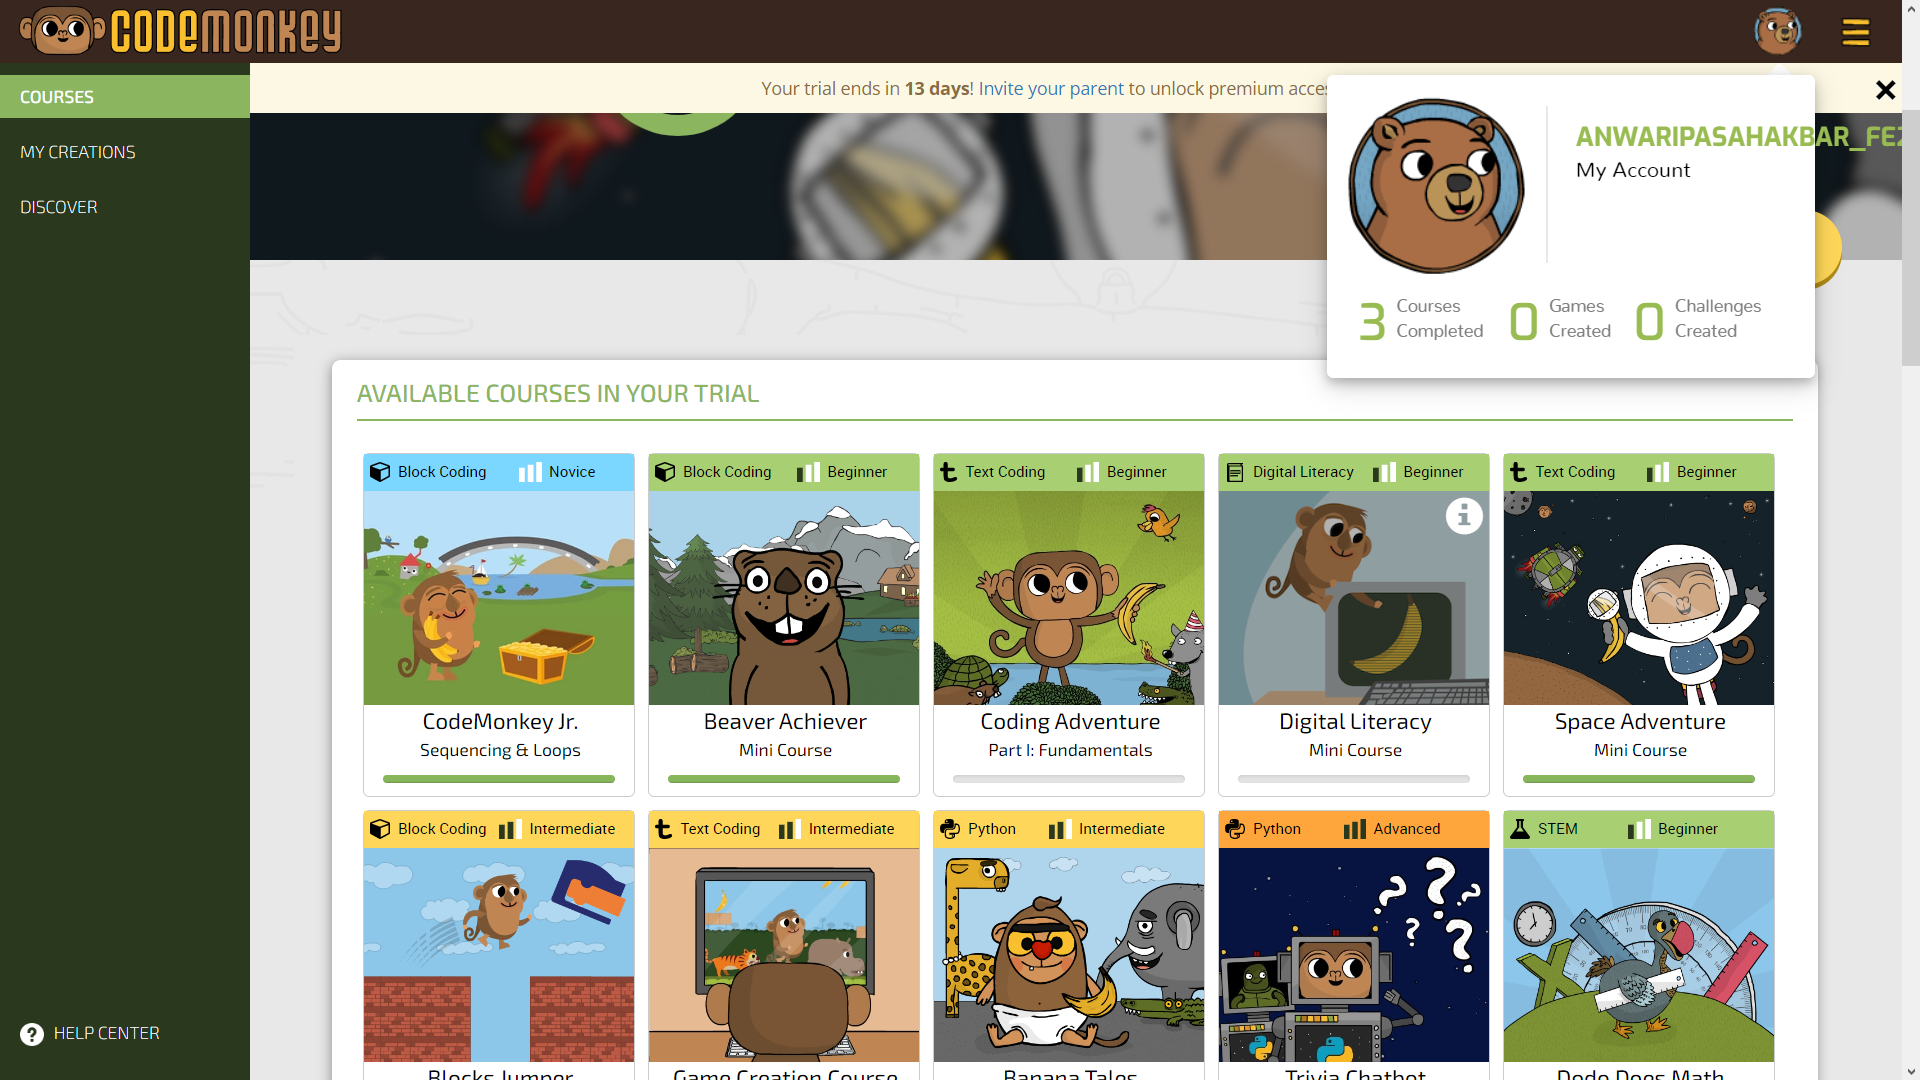 CODEMONKEY
COURSES
MY CREATIONS
DISCOVER
HELP CENTER
Your trial ends in 13 days! Invite your parent to unlock premium acce
ANWARIPASAHAKBAR_FE
My Account
3 Courses Completed
0 Games Created
0 Challenges Created
AVAILABLE COURSES IN YOUR TRIAL
Block Coding Novice
CodeMonkey Jr.
Sequencing & Loops
Block Coding Beginner
Beaver Achiever
Mini Course
Text Coding Beginner
Coding Adventure
Part I: Fundamentals
Digital Literacy Beginner
Digital Literacy
Mini Course
Text Coding Beginner
Space Adventure
Mini Course
Block Coding Intermediate
Blocks Jumper
Text Coding Intermediate
Game Creation Course
Python Intermediate
Banana Tales
Python Advanced
Trivia Chatbot
STEM Beginner
Dodo Does Math